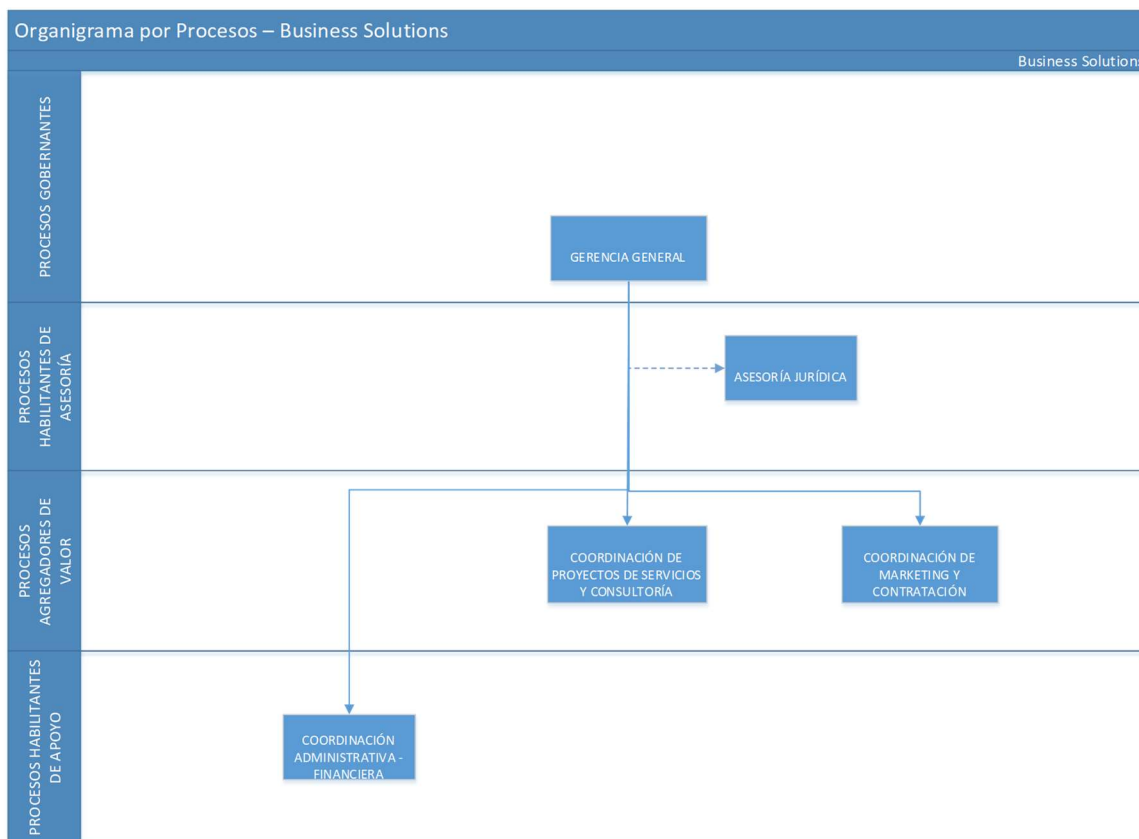 Organigrama por Procesos – Business Solutions
Business Solutions
PROCESOS GOBERNANTES
GERENCIA GENERAL
PROCESOS
HABILITANTES DE
ASESORÍA
ASESORÍA JURÍDICA
PROCESOS
AGREGADORES DE
VALOR
COORDINACIÓN DE
PROYECTOS DE SERVICIOS
Y CONSULTORÍA
COORDINACIÓN DE
MARKETING Y
CONTRATACIÓN
PROCESOS HABILITANTES
DE APOYO
COORDINACIÓN
ADMINISTRATIVA -
FINANCIERA